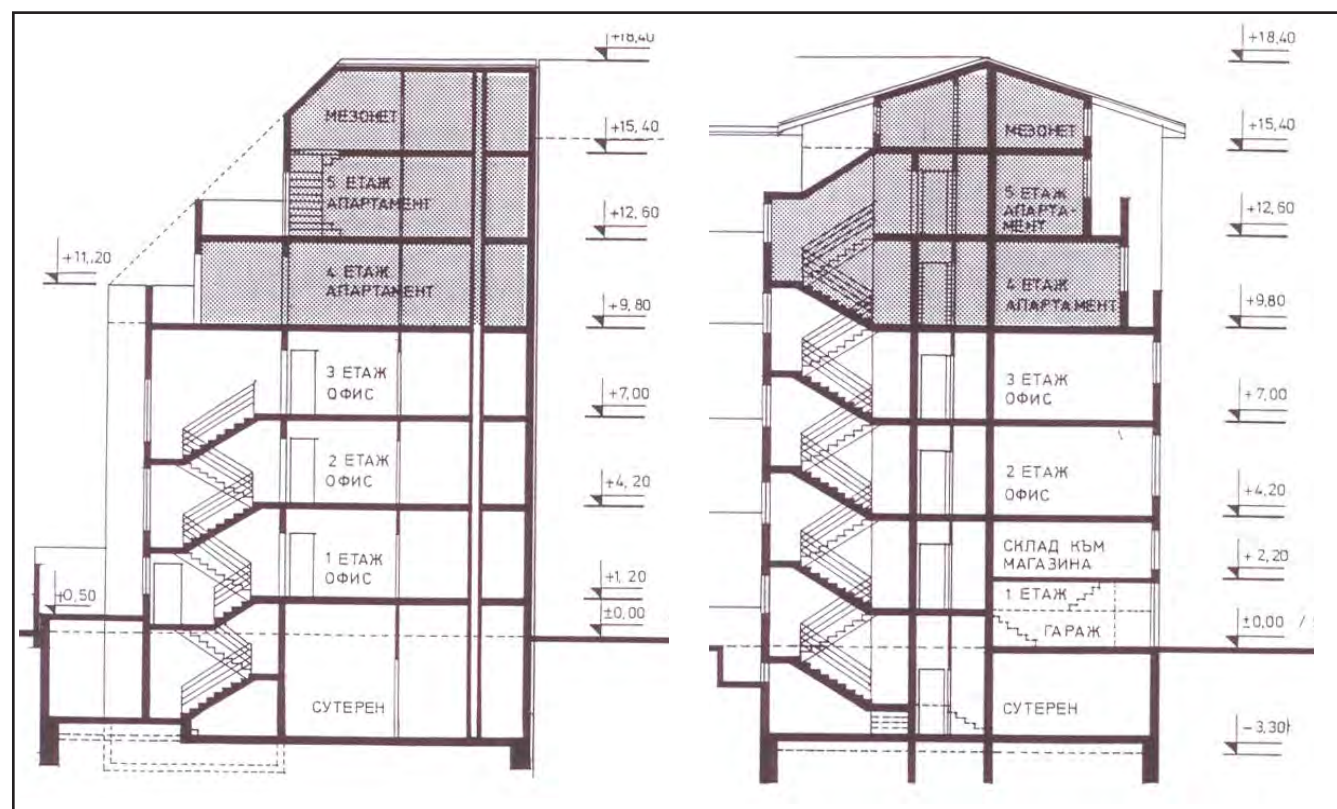 +18,40
МЕЗОНЕТ
+15,40
5 ЕТАЖ
АПАРТАМЕНТ
+12,60
+11,20
4 ЕТАЖ
АПАРТАМЕНТ
+9,80
3 ЕТАЖ
ОФИС
+7,00
2 ЕТАЖ
ОФИС
+4,20
1 ЕТАЖ
ОФИС
+1,20
+0,50
±0,00
СУТЕРЕН
+18,40
МЕЗОНЕТ
+15,40
5 ЕТАЖ
АПАРТА-
МЕНТ
+12,60
4 ЕТАЖ
АПАРТАМЕНТ
+9,80
3 ЕТАЖ
ОФИС
+7,00
2 ЕТАЖ
ОФИС
+4,20
СКЛАД КЪМ
МАГАЗИНА
+2,20
1 ЕТАЖ
ГАРАЖ
±0,00
СУТЕРЕН
-3,30